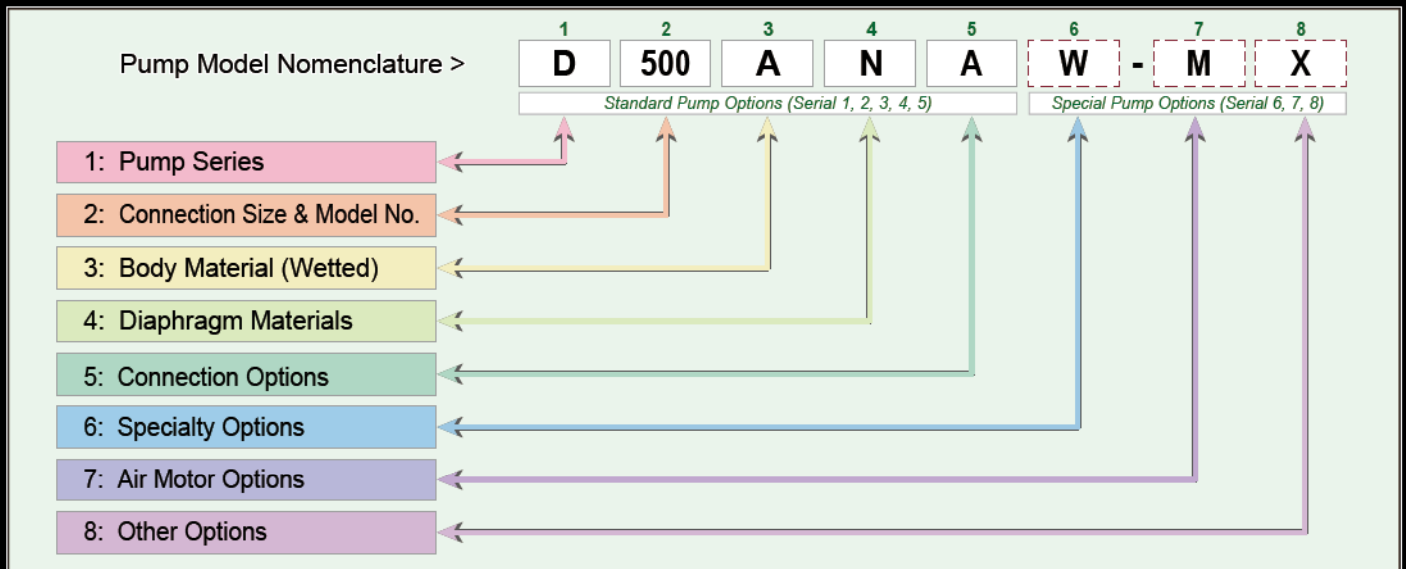 1 2 3 4 5 6 7 8
Pump Model Nomenclature > D 500 A N A W - M X
Standard Pump Options (Serial 1, 2, 3, 4, 5) Special Pump Options (Serial 6, 7, 8)
1: Pump Series
2: Connection Size & Model No.
3: Body Material (Wetted)
4: Diaphragm Materials
5: Connection Options
6: Specialty Options
7: Air Motor Options
8: Other Options